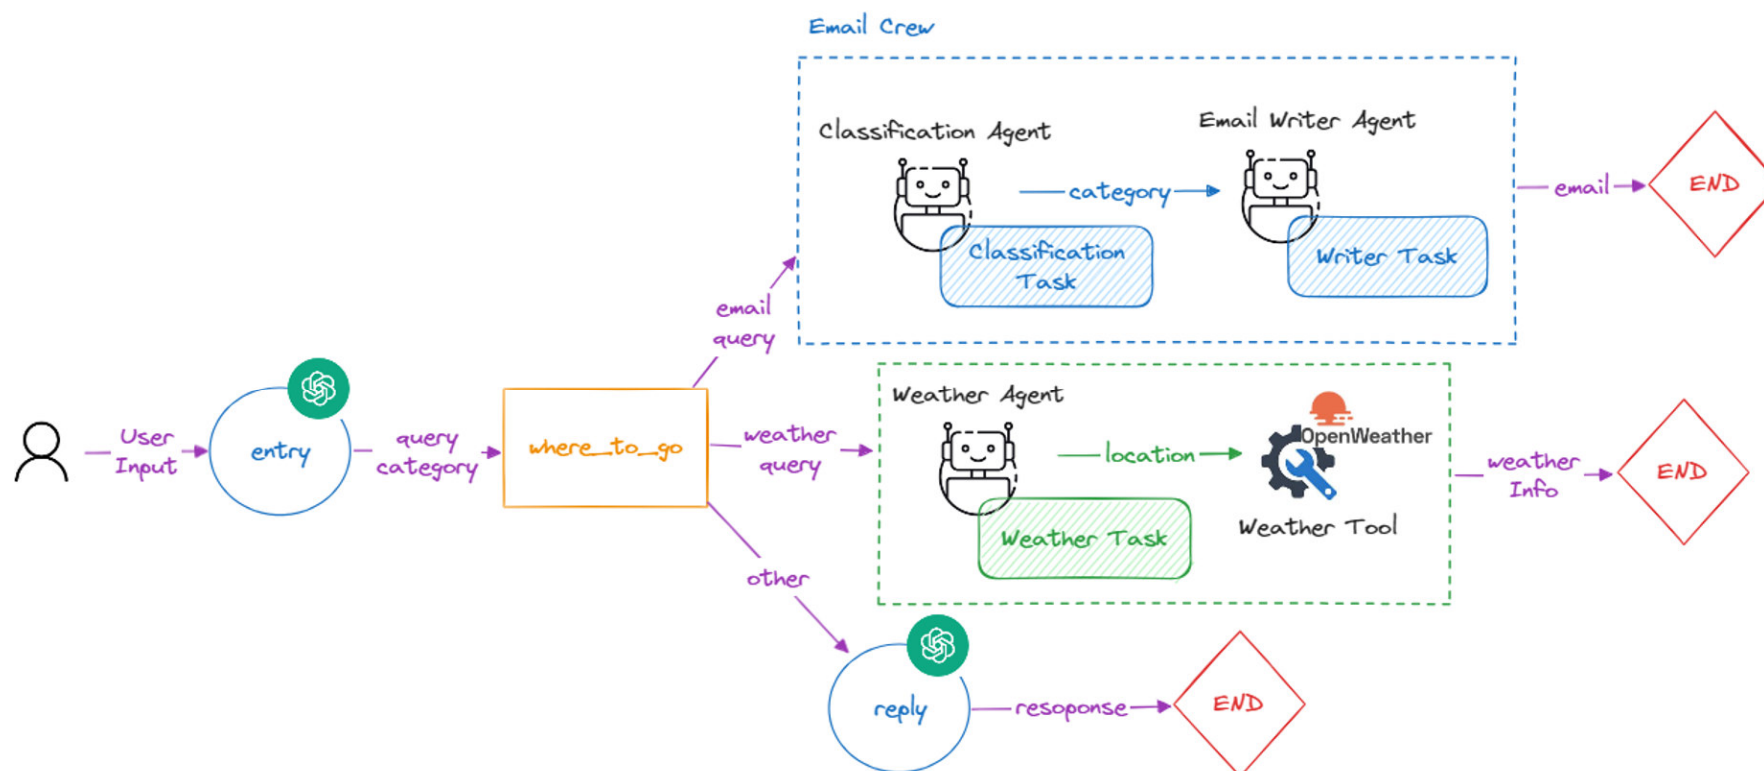 Email Crew
Classification Agent
Email Writer Agent
category
Classification
Task
Writer Task
email
END
email
query
User
Input
entry
query
category
where_to_go
weather
query
Weather Agent
location
OpenWeather
Weather Tool
Weather Task
weather
Info
END
other
reply
resoponse
END